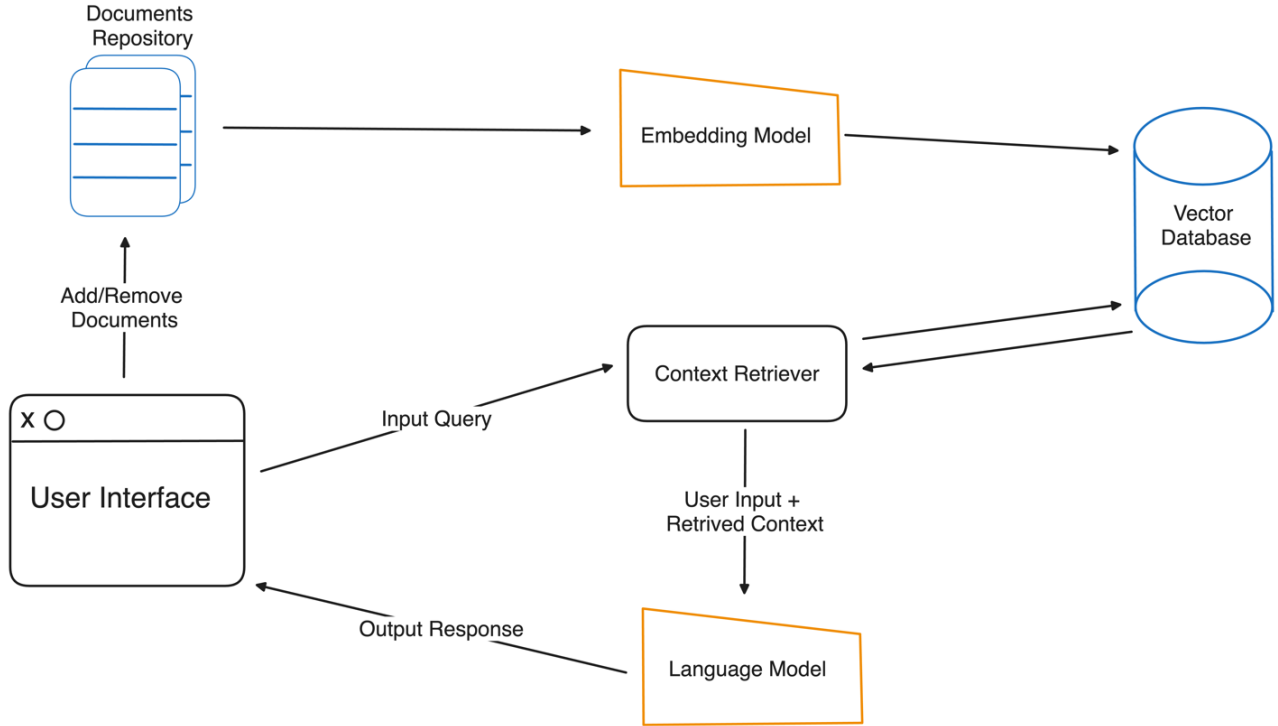 Documents
Repository
Embedding Model
Vector
Database
Add/Remove
Documents
Context Retriever
Input Query
X
User Interface
User Input +
Retrived Context
Output Response
Language Model